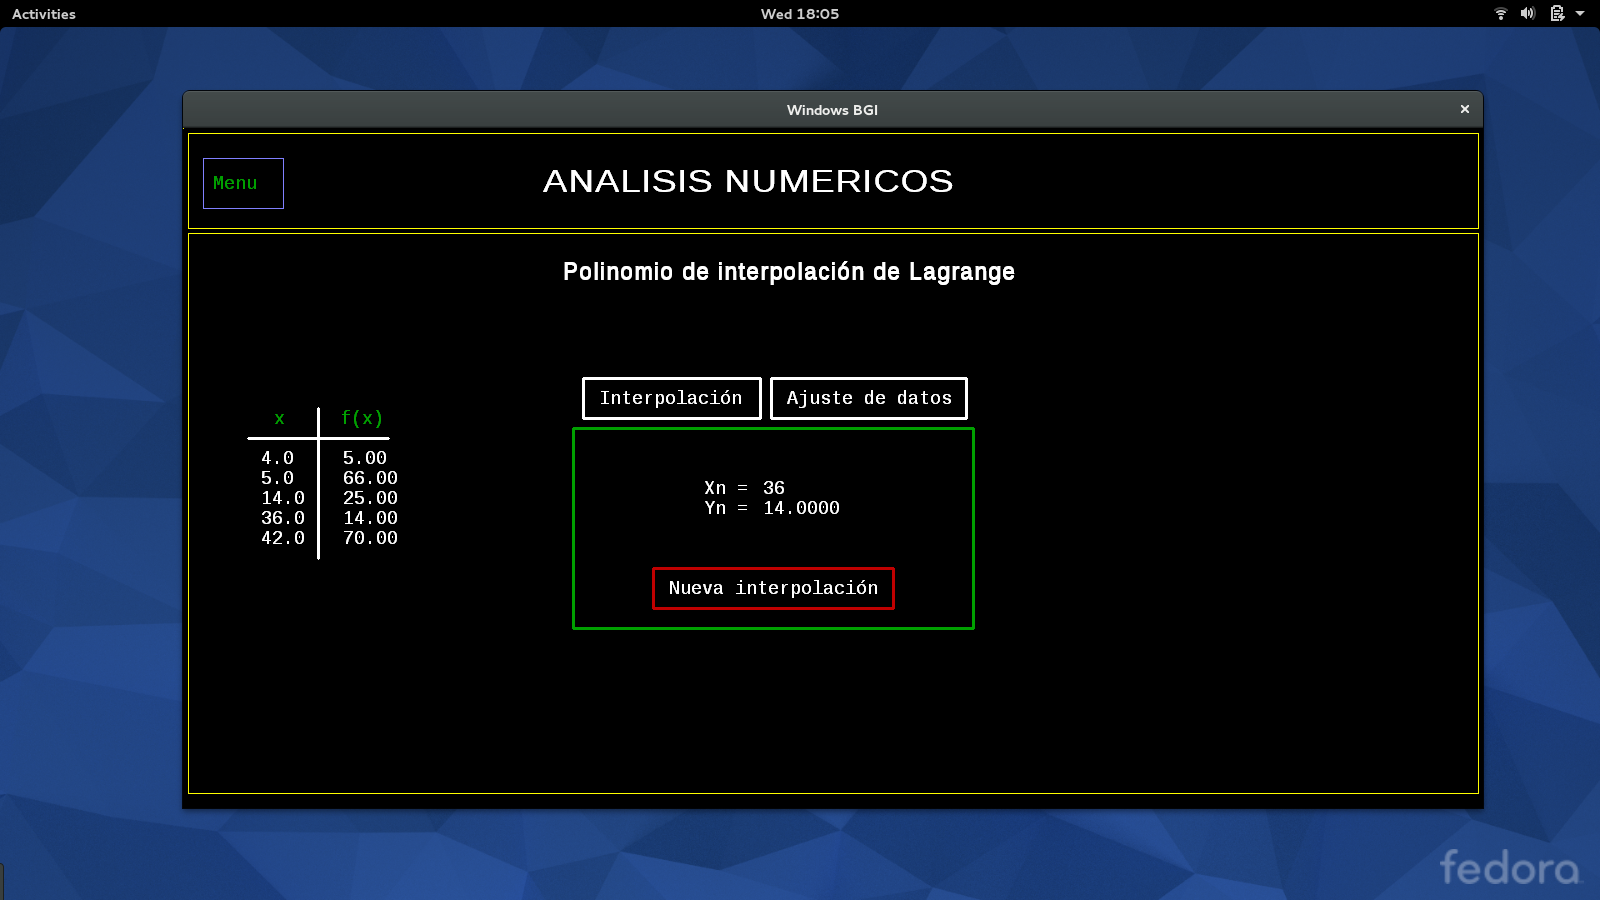 Activities
Wed 18:05
Windows BGI
Menu
ANALISIS NUMERICOS
Polinomio de interpolación de Lagrange
Interpolación
Ajuste de datos
x f(x)
4.0 5.00
5.0 66.00
14.0 25.00
36.0 14.00
42.0 70.00
Xn = 36
Yn = 14.0000
Nueva interpolación
fedora